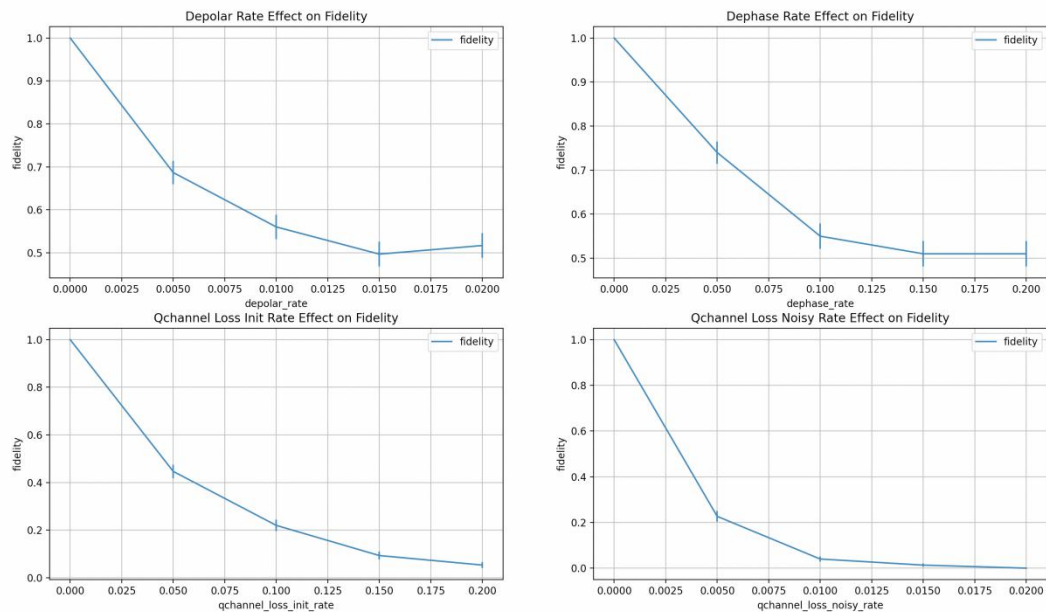 Depolar Rate Effect on Fidelity
fidelity
1.0
0.9
0.8
0.7
0.6
0.5
fidelity
0.000 0.0025 0.0050 0.0075 0.0100 0.0125 0.0150 0.0175 0.0200
depolar_rate
Dephase Rate Effect on Fidelity
fidelity
1.0
0.9
0.8
0.7
0.6
0.5
fidelity
0.000 0.025 0.050 0.075 0.100 0.125 0.150 0.175 0.200
dephase_rate
Qchannel Loss Init Rate Effect on Fidelity
fidelity
1.0
0.8
0.6
0.4
0.2
0.0
fidelity
0.000 0.025 0.050 0.075 0.100 0.125 0.150 0.175 0.200
qchannel_loss_init_rate
Qchannel Loss Noisy Rate Effect on Fidelity
fidelity
1.0
0.8
0.6
0.4
0.2
0.0
fidelity
0.0000 0.0025 0.0050 0.0075 0.0100 0.0125 0.0150 0.0175 0.0200
qchannel_loss_noisy_rate